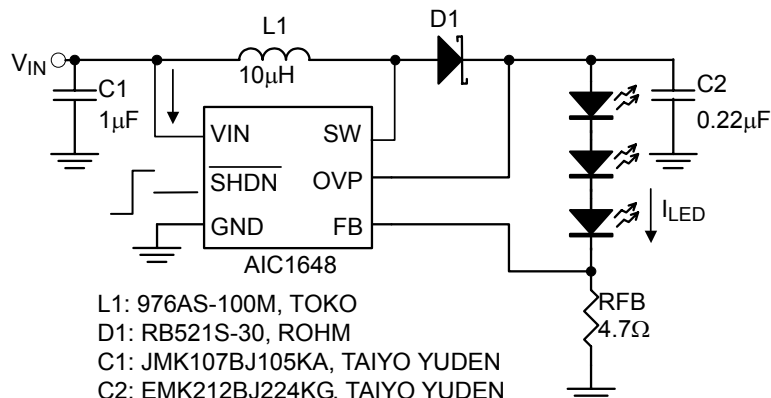 L1
D1
VIN
10µH
C1
1µF
C2
0.22µF
VIN
SW
SHDN
OVP
GND
FB
ILED
AIC1648
RFB
4.7Ω
L1: 976AS-100M, TOKO
D1: RB521S-30, ROHM
C1: JMK107BJ105KA, TAIYO YUDEN
C2: EMK212BJ224KG, TAIYO YUDEN